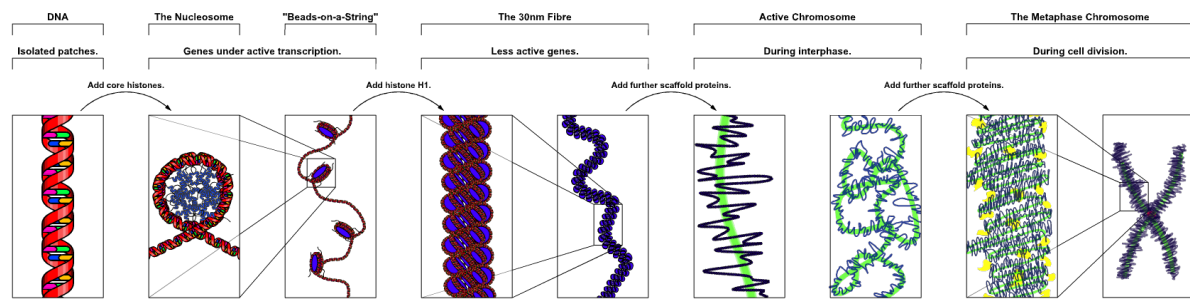 DNA
The Nucleosome
"Beads-on-a-String"
The 30nm Fibre
Active Chromosome
The Metaphase Chromosome
Isolated patches.
Genes under active transcription.
Less active genes.
During interphase.
During cell division.
Add core histones.
Add histone H1.
Add further scaffold proteins.
Add further scaffold proteins.